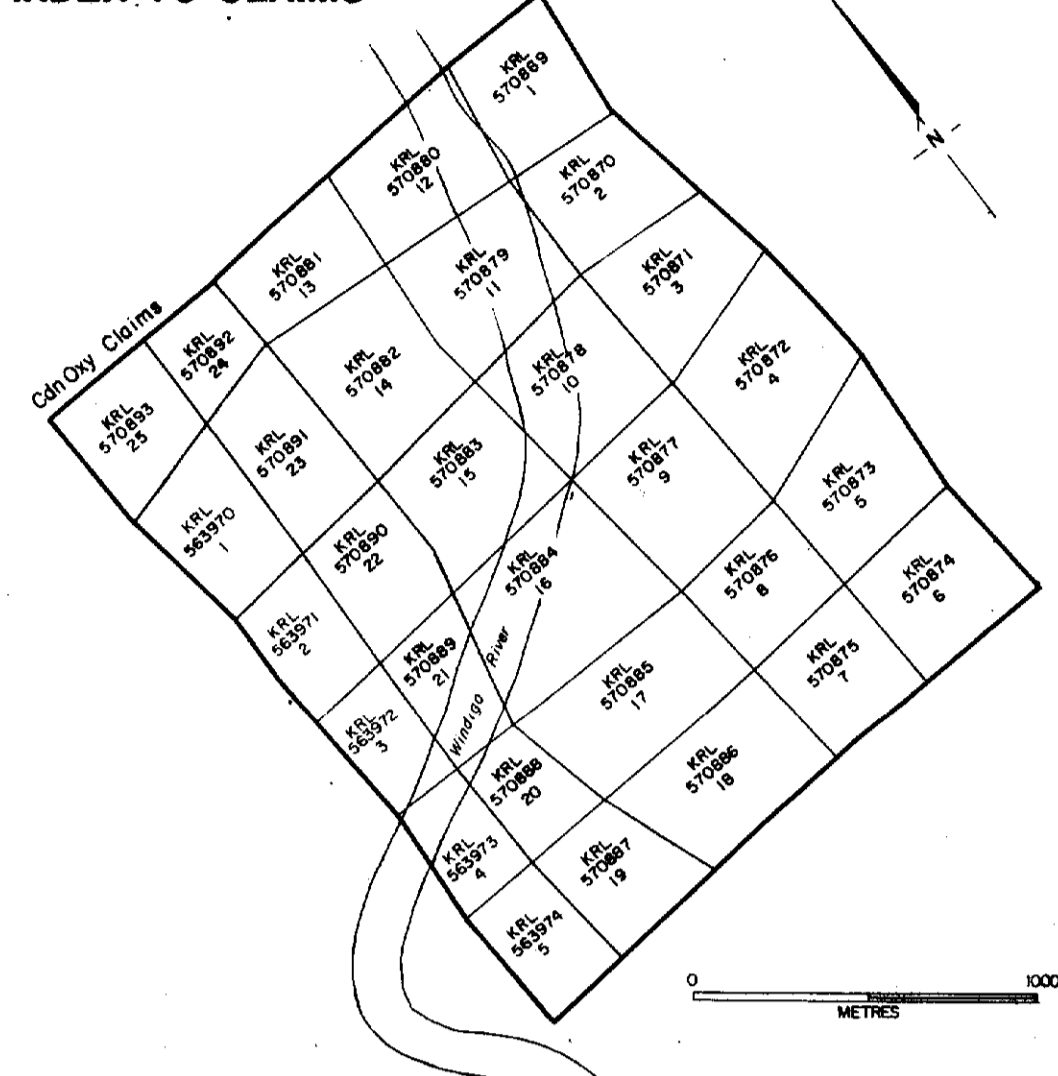 INDEX TO CLAIMS
KRL
570869
1
KRL
570880
12
KRL
570870
2
KRL
570881
13
KRL
570879
11
KRL
570871
3
CdnOxy Claims
KRL
570892
24
KRL
570882
14
KRL
570878
10
KRL
570872
4
KRL
570893
25
KRL
570891
23
KRL
570883
15
KRL
570877
9
KRL
570873
5
KRL
563970
1
KRL
570890
22
KRL
570884
16
KRL
570876
8
KRL
570874
6
KRL
563971
2
KRL
570889
21
Windigo River
KRL
570885
17
KRL
570875
7
KRL
563972
3
KRL
570888
20
KRL
570886
18
KRL
563973
4
KRL
570887
19
KRL
563974
5
N
0 1000
METRES